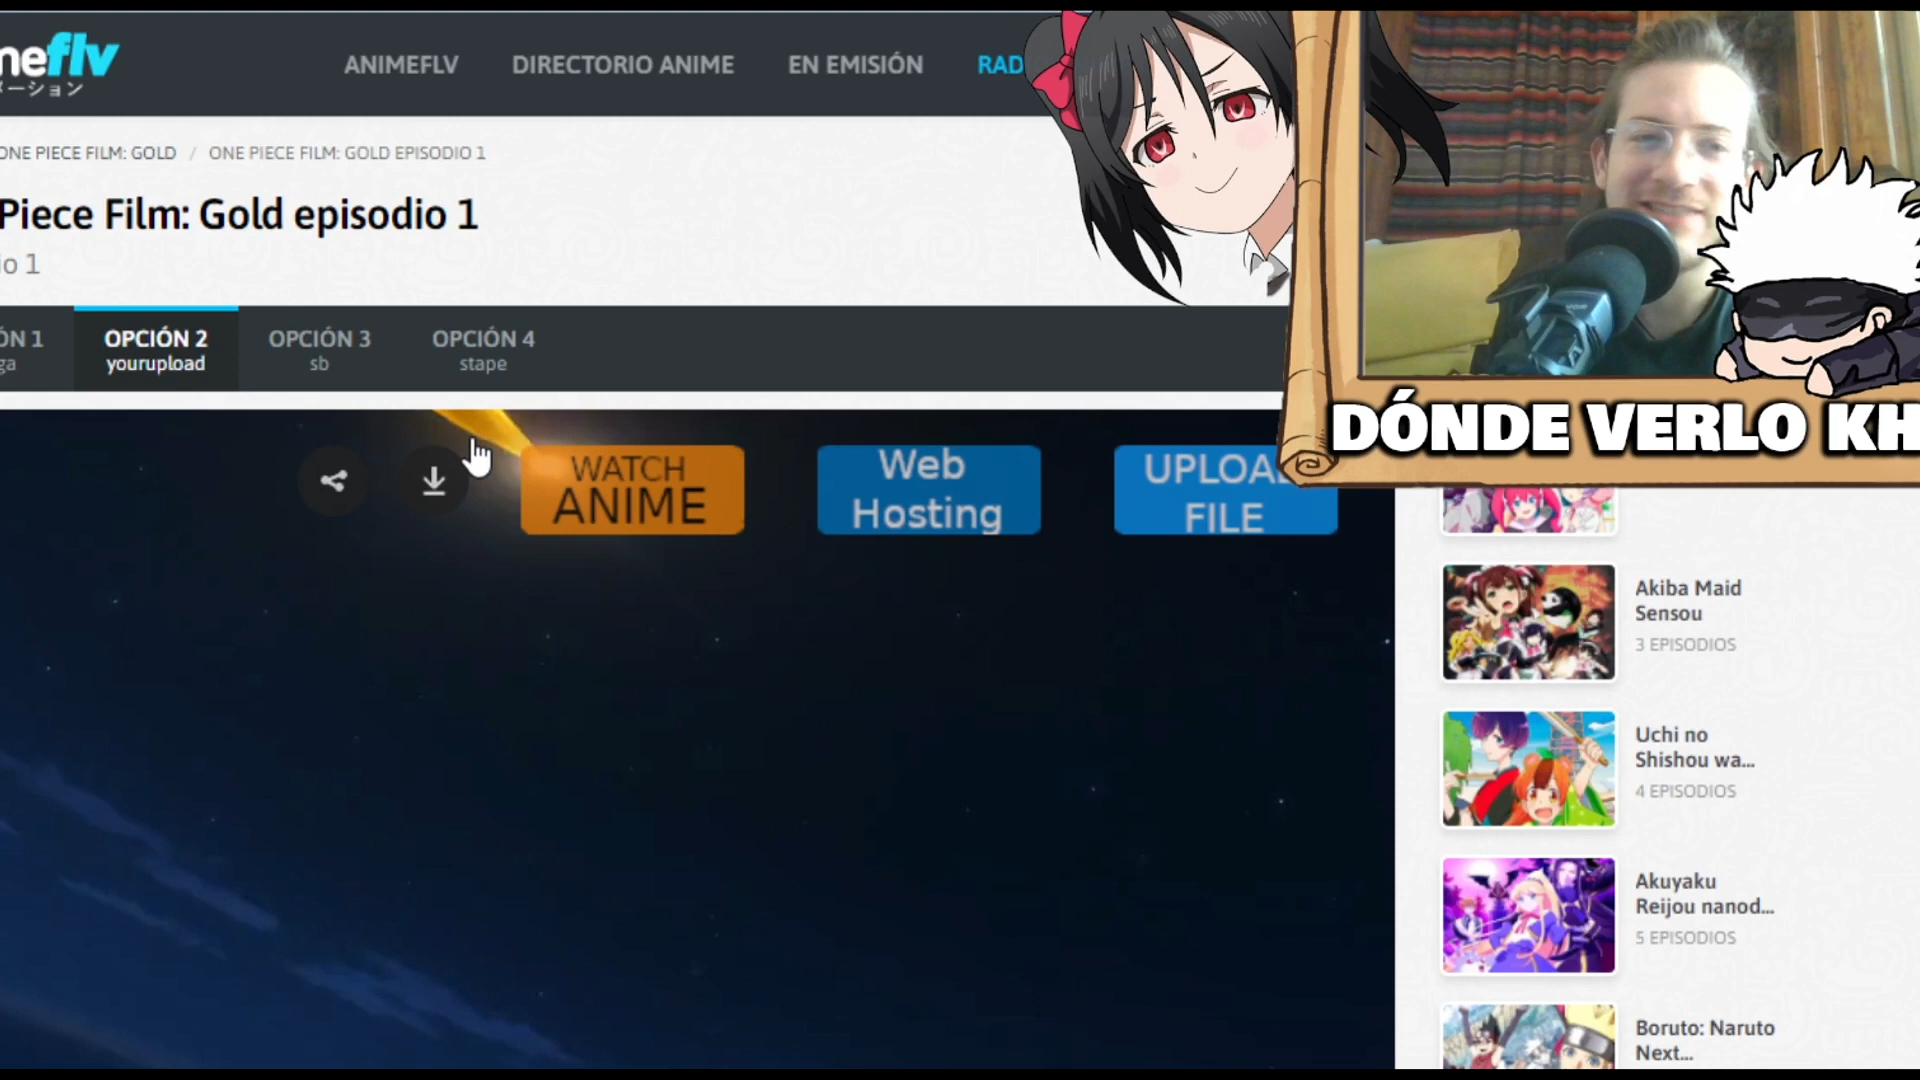 meflv
メーション
ANIMEFLV
DIRECTORIO ANIME
EN EMISIÓN
RAD
ONE PIECE FILM: GOLD / ONE PIECE FILM: GOLD EPISODIO 1
Piece Film: Gold episodio 1
io 1
ÓN 1
ga
OPCIÓN 2
yourupload
OPCIÓN 3
sb
OPCIÓN 4
stape
WATCH
ANIME
Web
Hosting
UPLOA
FILE
DÓNDE VERLO KH
Akiba Maid
Sensou
3 EPISODIOS
Uchi no
Shishou wa...
4 EPISODIOS
Akuyaku
Reijou nanod...
5 EPISODIOS
Boruto: Naruto
Next...